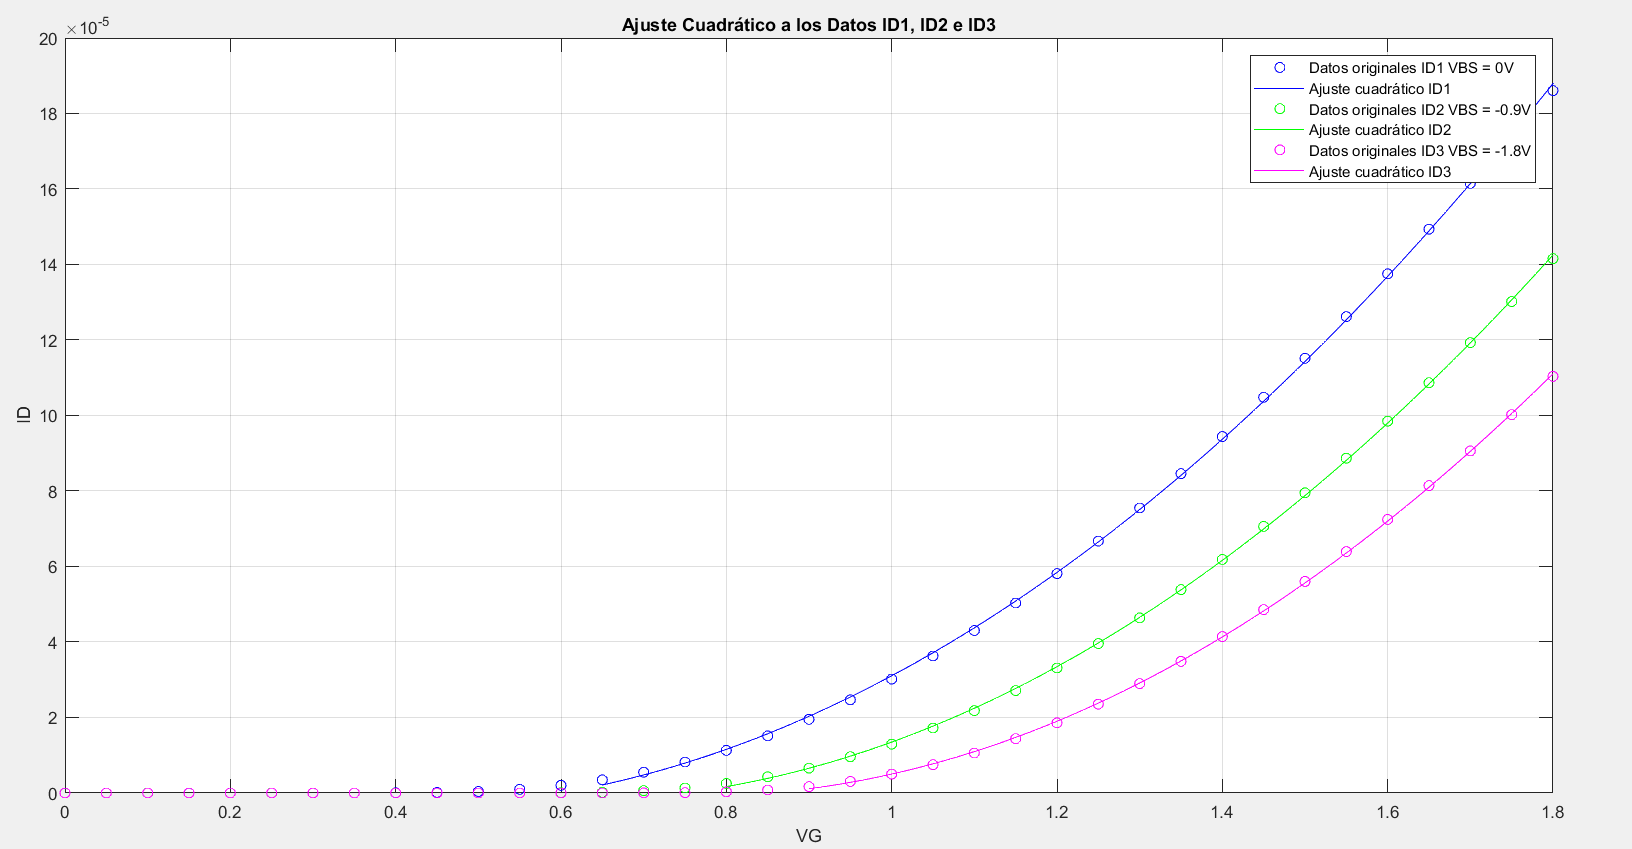 Ajuste Cuadrático a los Datos ID1, ID2 e ID3
×10-5
20
18
16
14
12
10
8
6
4
2
0
ID
Datos originales ID1 VBS = 0V
Ajuste cuadrático ID1
Datos originales ID2 VBS = -0.9V
Ajuste cuadrático ID2
Datos originales ID3 VBS = -1.8V
Ajuste cuadrático ID3
0 0.2 0.4 0.6 0.8 1 1.2 1.4 1.6 1.8
VG